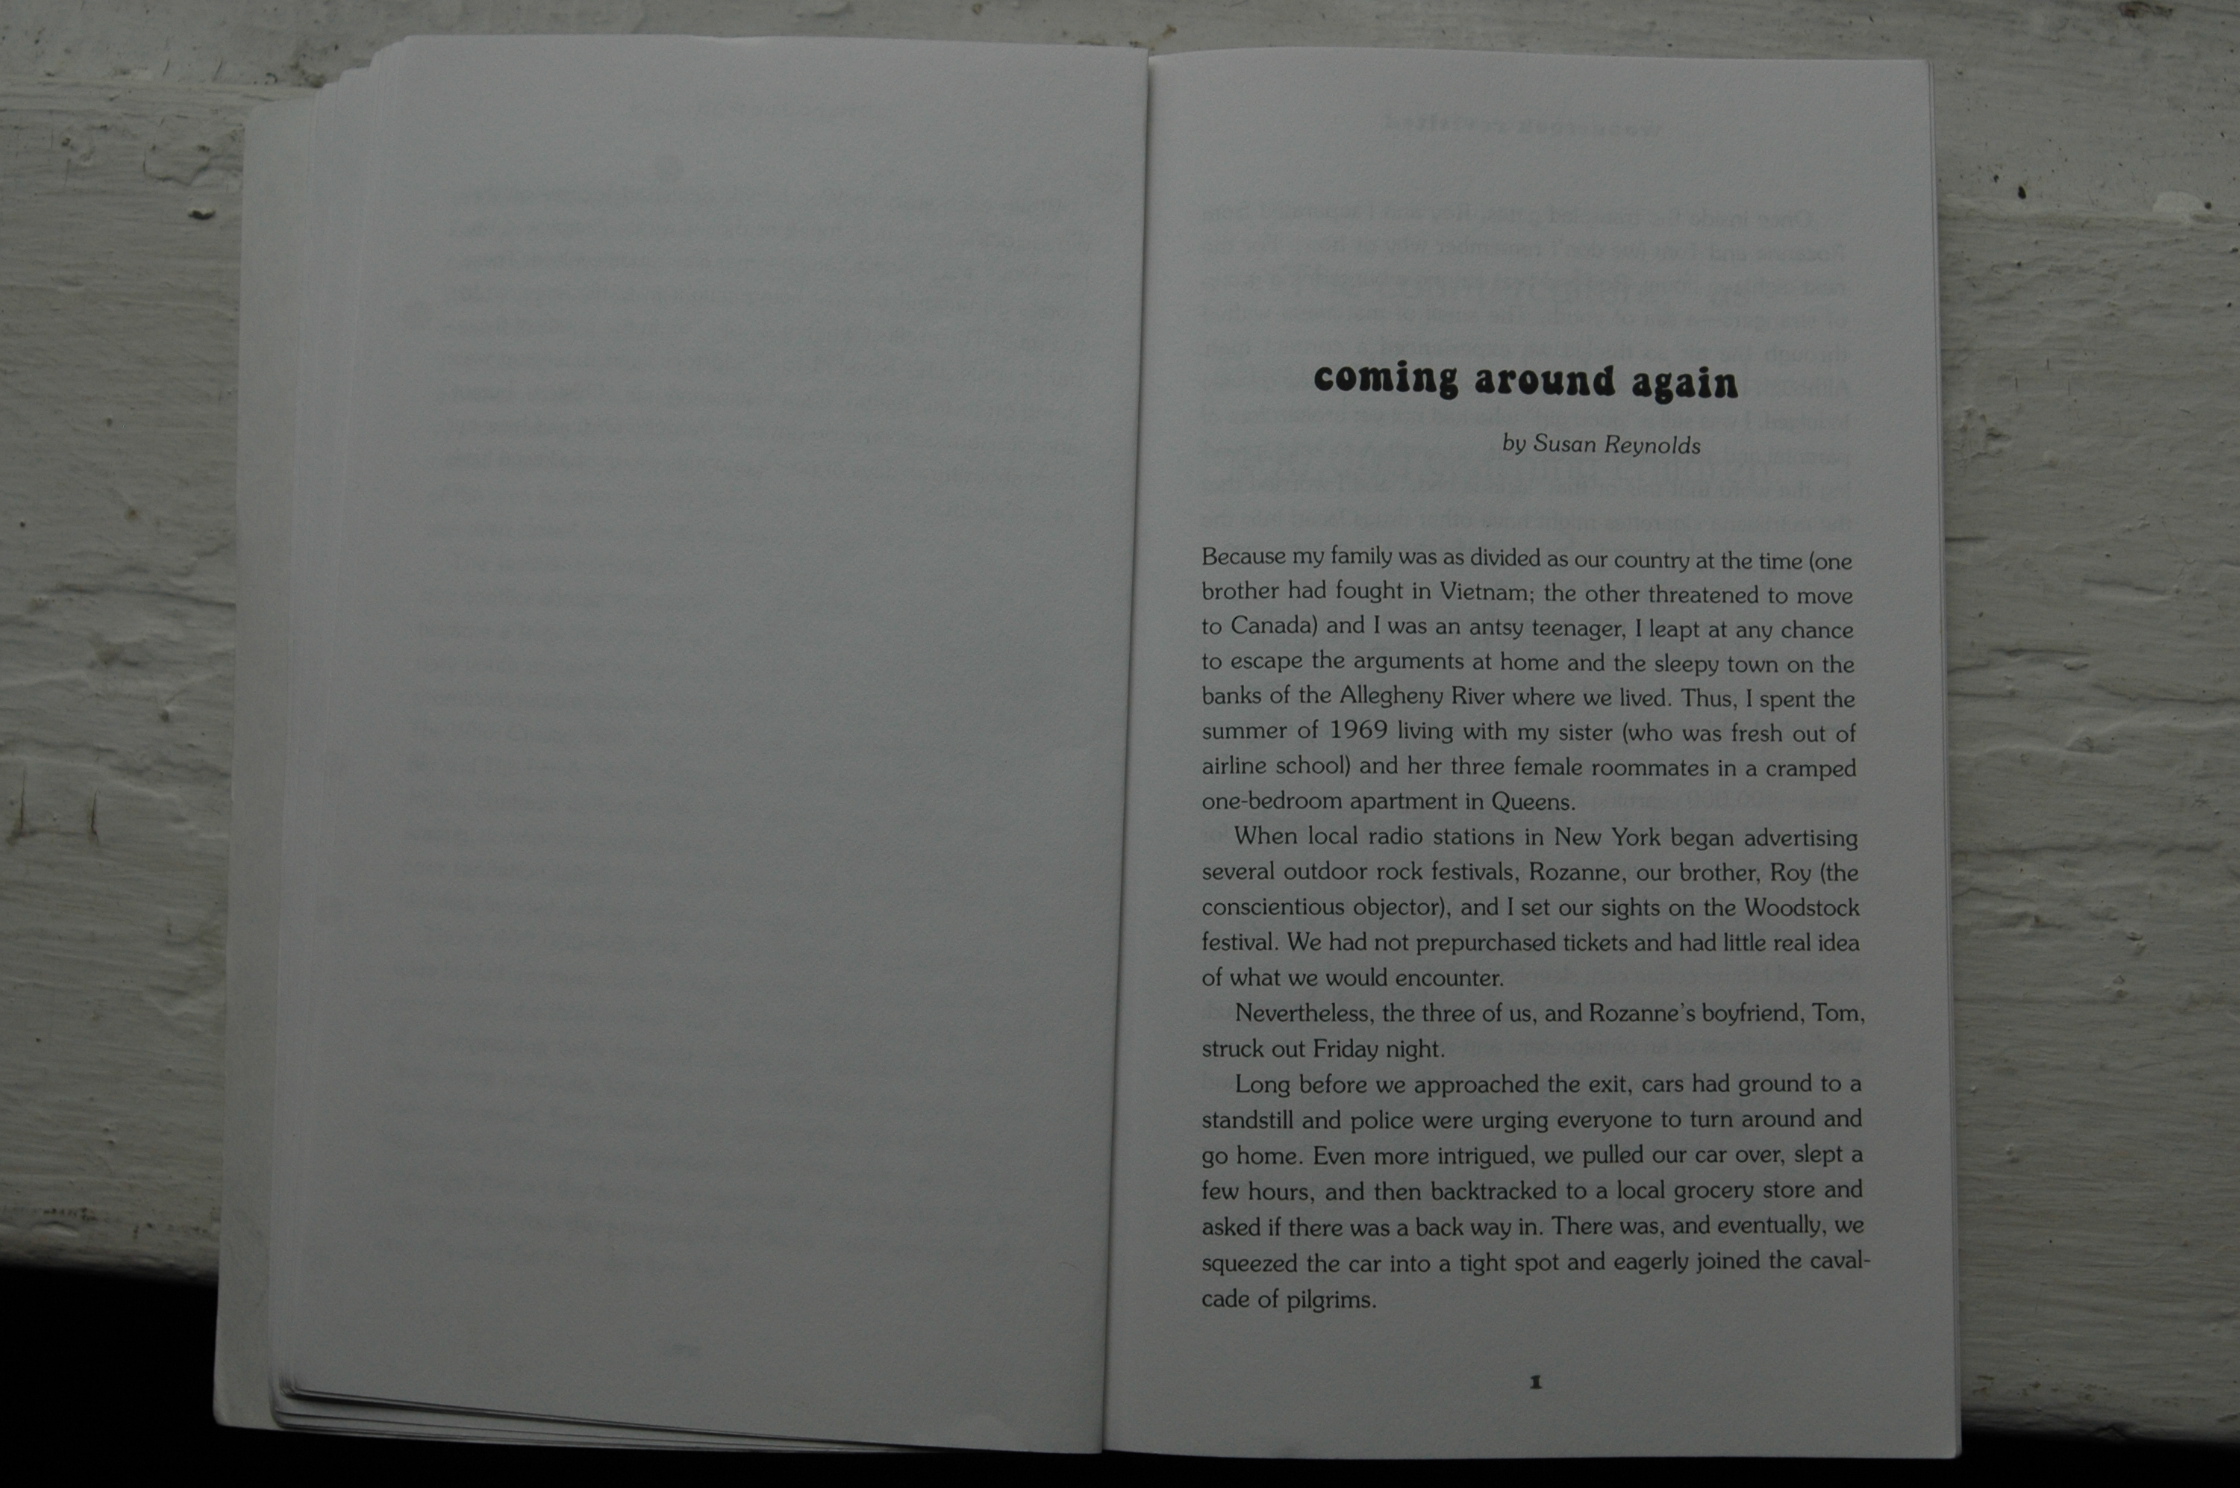 coming around again
by Susan Reynolds
Because my family was as divided as our country at the time (one
brother had fought in Vietnam; the other threatened to move
to Canada) and I was an antsy teenager, I leapt at any chance
to escape the arguments at home and the sleepy town on the
banks of the Allegheny River where we lived. Thus, I spent the
summer of 1969 living with my sister (who was fresh out of
airline school) and her three female roommates in a cramped
one-bedroom apartment in Queens.
When local radio stations in New York began advertising
several outdoor rock festivals, Rozanne, our brother, Roy (the
conscientious objector), and I set our sights on the Woodstock
festival. We had not prepurchased tickets and had little real idea
of what we would encounter.
Nevertheless, the three of us, and Rozanne's boyfriend, Tom,
struck out Friday night.
Long before we approached the exit, cars had ground to a
standstill and police were urging everyone to turn around and
go home. Even more intrigued, we pulled our car over, slept a
few hours, and then backtracked to a local grocery store and
asked if there was a back way in. There was, and eventually, we
squeezed the car into a tight spot and eagerly joined the caval-
cade of pilgrims.
1